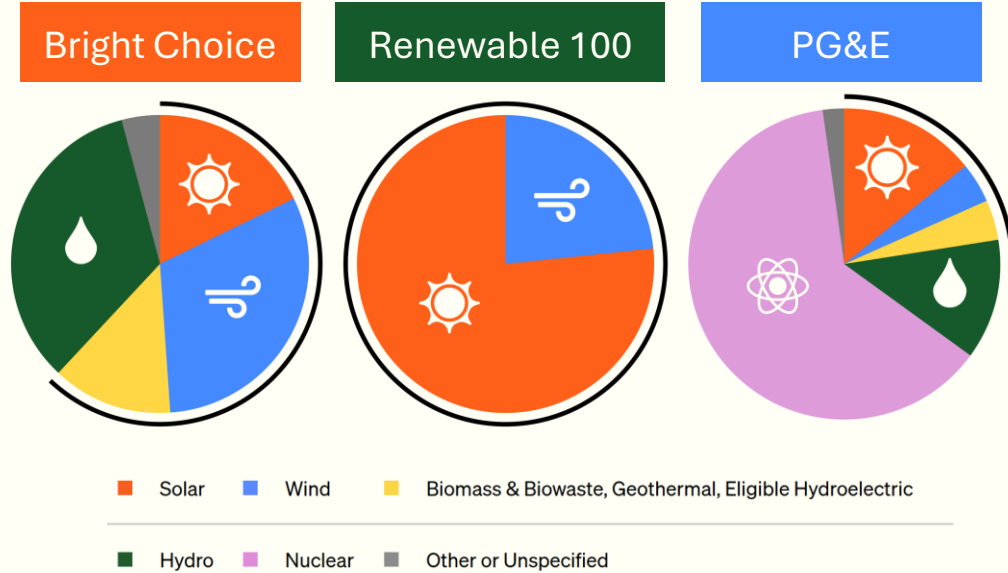 Bright Choice
Renewable 100
PG&E
Solar
Wind
Biomass & Biowaste, Geothermal, Eligible Hydroelectric
Hydro
Nuclear
Other or Unspecified